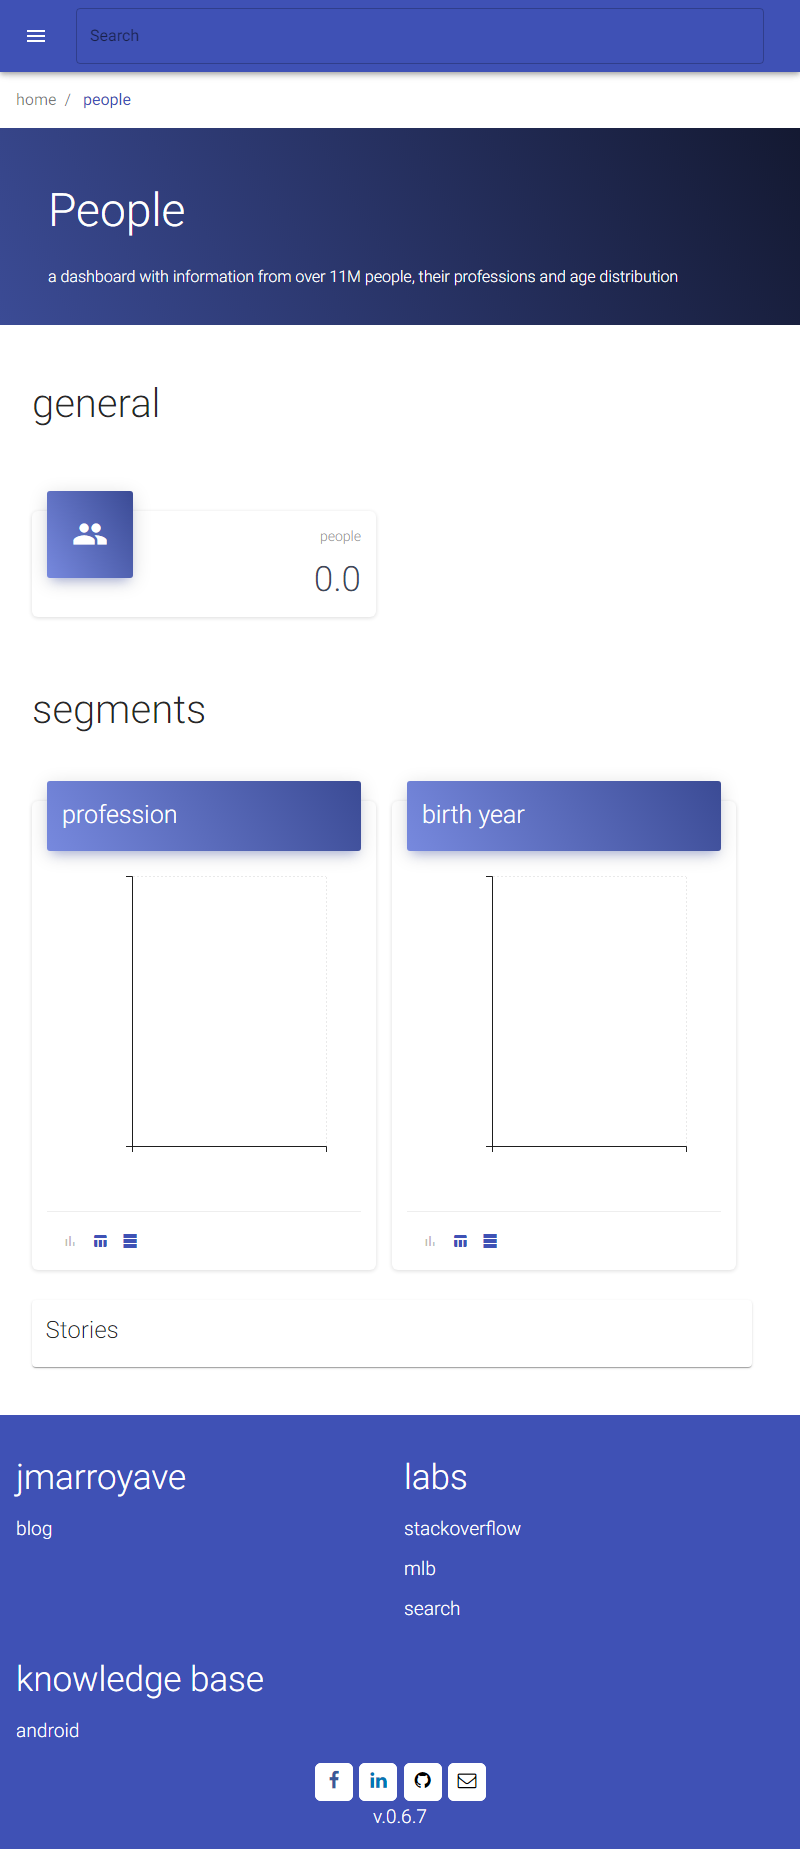 Search
home / people
People
a dashboard with information from over 11M people, their professions and age distribution
general
people
0.0
segments
profession
birth year
Stories
jmarroyave
blog
labs
stackoverflow
mlb
search
knowledge base
android
v.0.6.7